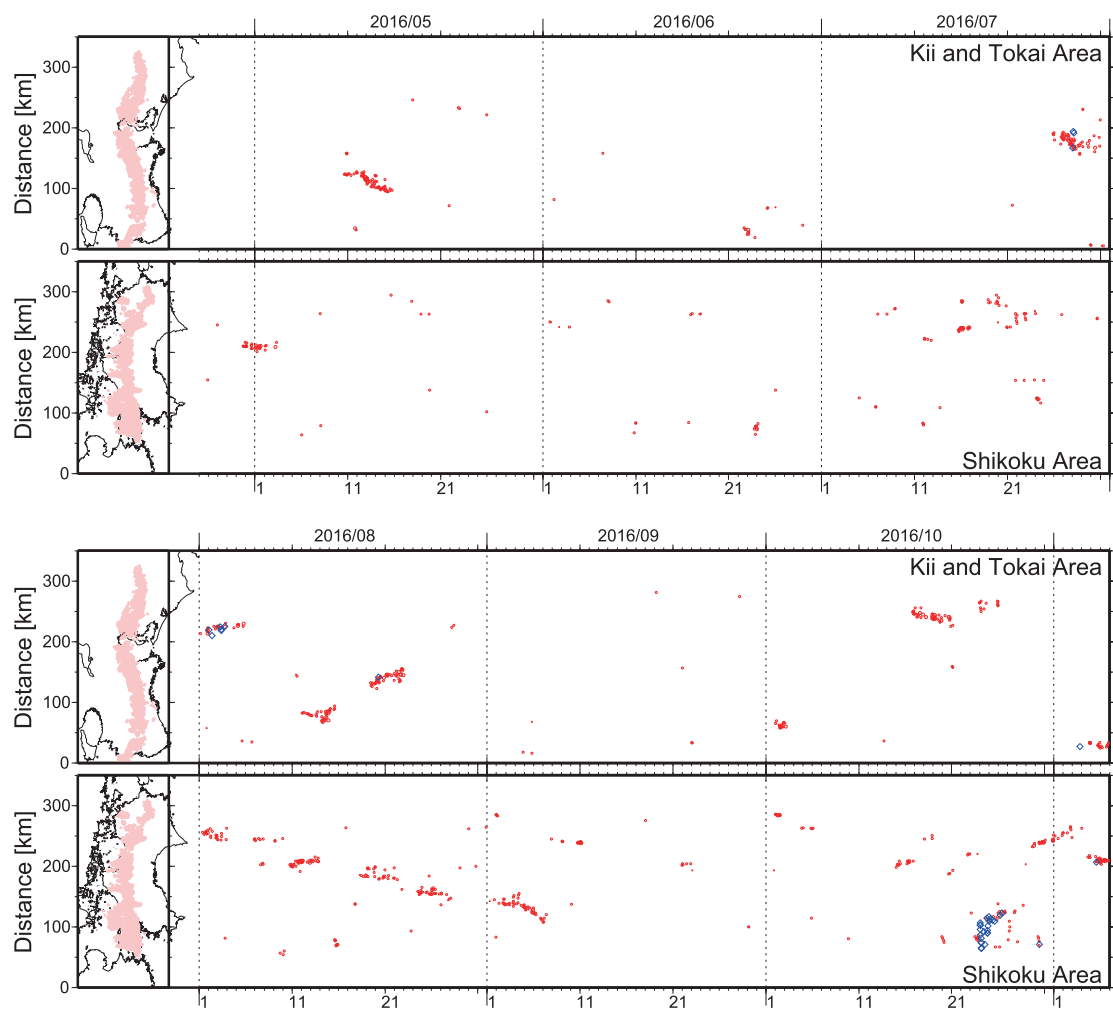 2016/05 2016/06 2016/07
Kii and Tokai Area
300
200
100
0
Distance [km]
300
200
100
0
Distance [km]
Shikoku Area
1 11 21 1 11 21 1 11 21
2016/08 2016/09 2016/10
Kii and Tokai Area
300
200
100
0
Distance [km]
300
200
100
0
Distance [km]
Shikoku Area
1 11 21 1 11 21 1 11 21 1